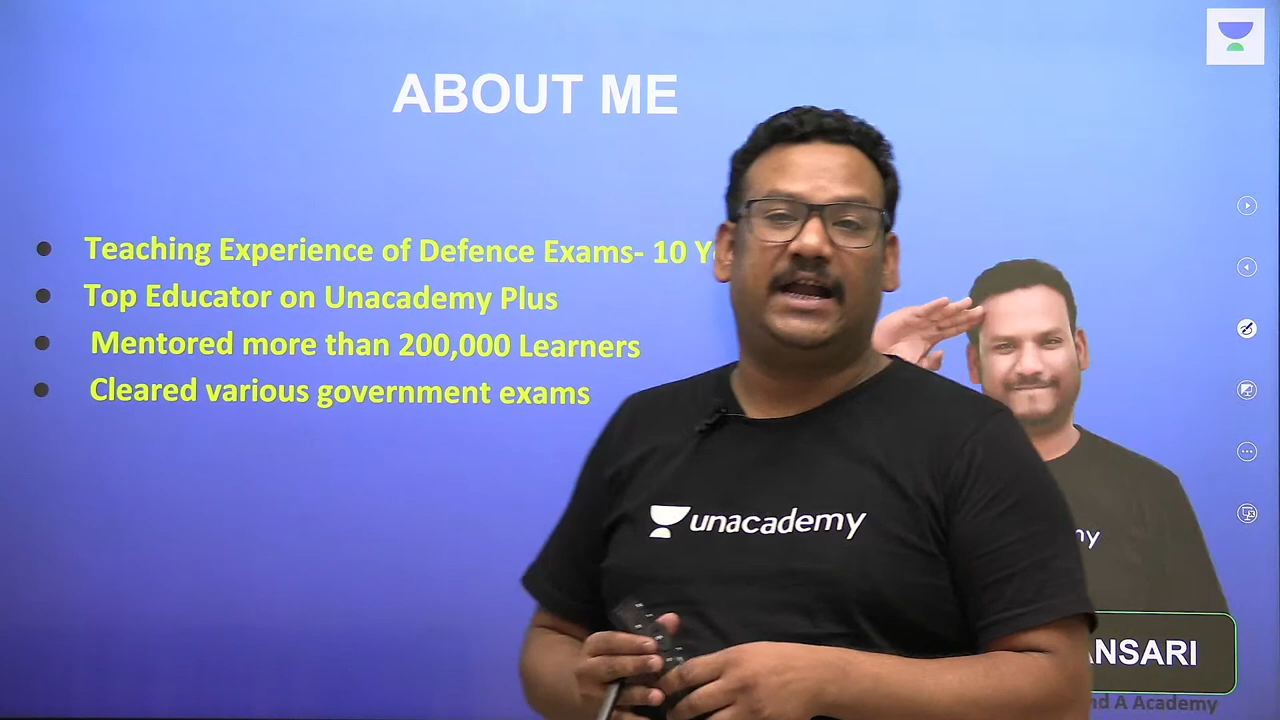 ABOUT ME
Teaching Experience of Defence Exams- 10
Top Educator on Unacademy Plus
Mentored more than 200,000 Learners
Cleared various government exams
unacademy
ANSARI
A Academy